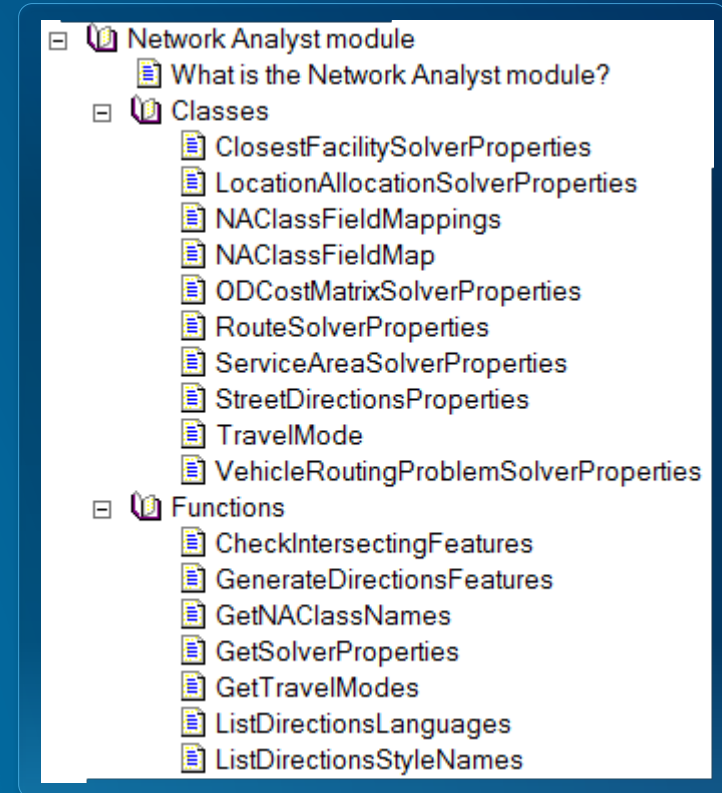 Network Analyst module
What is the Network Analyst module?
Classes
ClosestFacilitySolverProperties
LocationAllocationSolverProperties
NAClassFieldMappings
NAClassFieldMap
ODCostMatrixSolverProperties
RouteSolverProperties
ServiceAreaSolverProperties
StreetDirectionsProperties
TravelMode
VehicleRoutingProblemSolverProperties
Functions
CheckIntersectingFeatures
GenerateDirectionsFeatures
GetNAClassNames
GetSolverProperties
GetTravelModes
ListDirectionsLanguages
ListDirectionsStyleNames